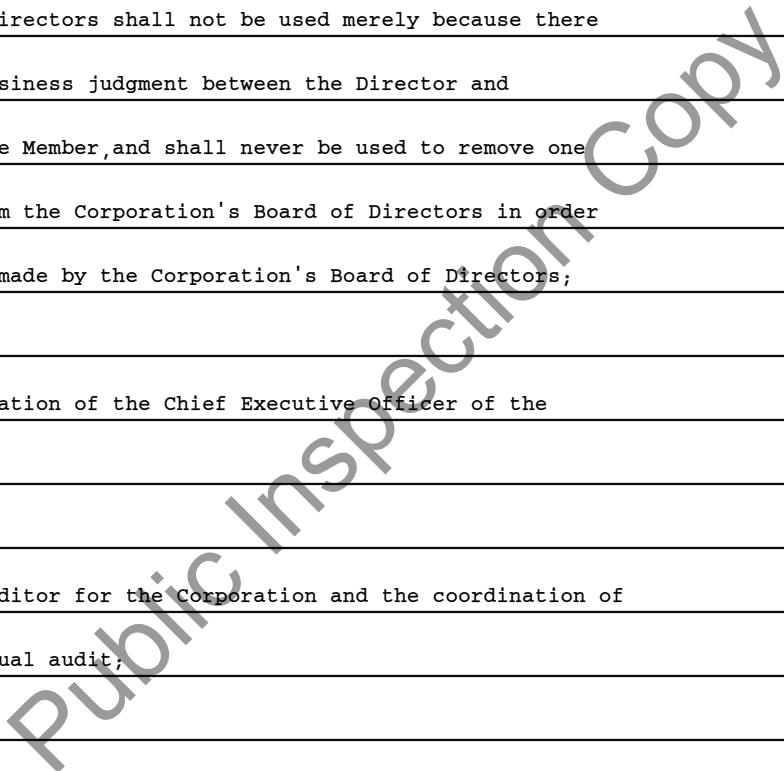 irectors shall not be used merely because there
siness judgment between the Director and
e Member,and shall never be used to remove one
m the Corporation's Board of Directors in order
made by the Corporation's Board of Directors;
ation of the Chief Executive Officer of the
ditor for the Corporation and the coordination of
ual audit;
Public Inspection Copy